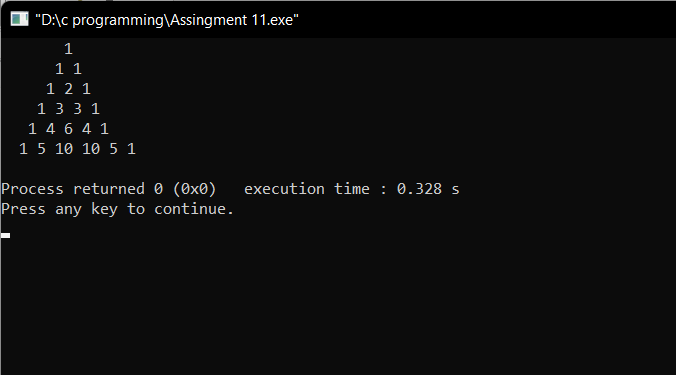 "D:\c programming\Assingment 11.exe"
1
1 1
1 2 1
1 3 3 1
1 4 6 4 1
1 5 10 10 5 1
Process returned 0 (0x0)   execution time : 0.328 s
Press any key to continue.